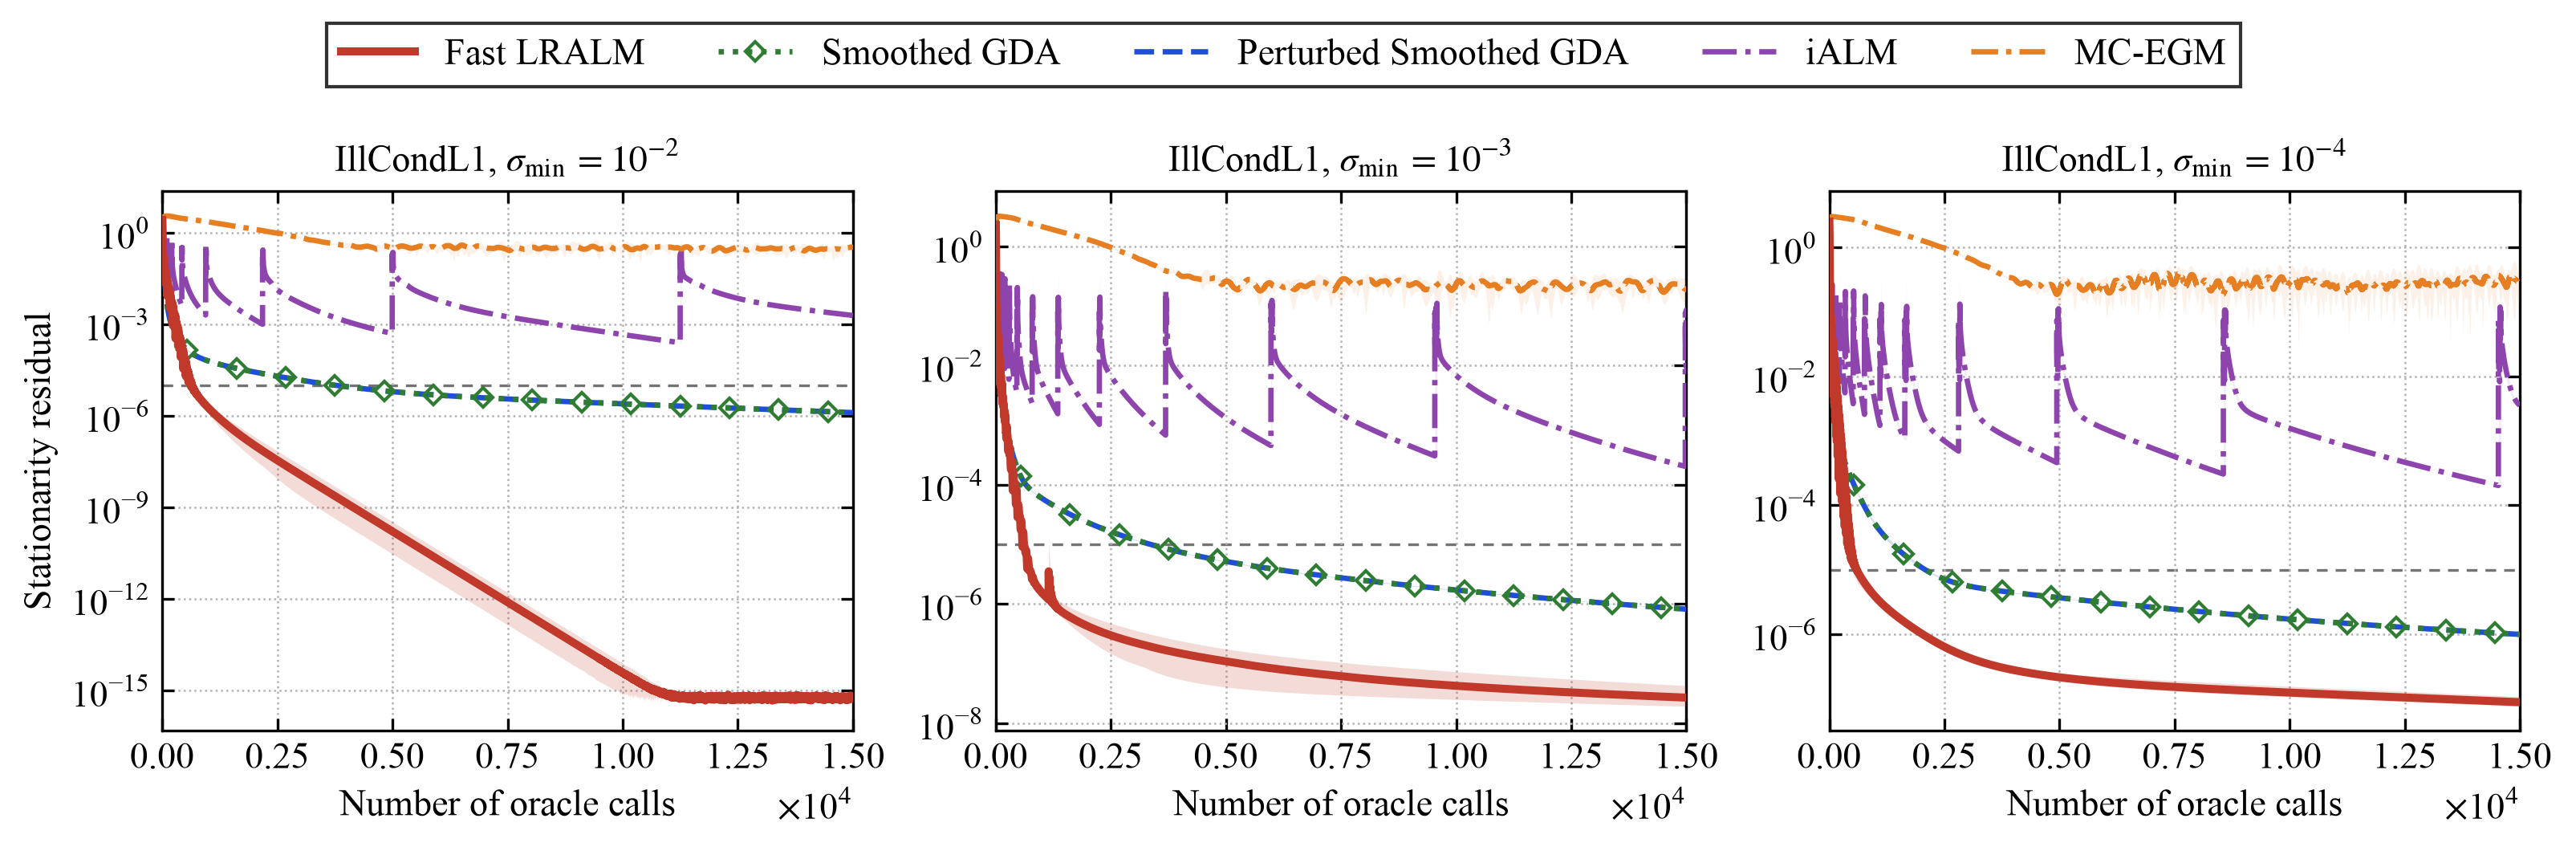 Fast LRALM Smoothed GDA Perturbed Smoothed GDA iALM MC-EGM
IllCondL1, σ_min = 10^−2
Stationarity residual
10^0
10^−3
10^−6
10^−9
10^−12
10^−15
0.00 0.25 0.50 0.75 1.00 1.25 1.50
Number of oracle calls ×10^4
IllCondL1, σ_min = 10^−3
10^0
10^−2
10^−4
10^−6
10^−8
0.00 0.25 0.50 0.75 1.00 1.25 1.50
Number of oracle calls ×10^4
IllCondL1, σ_min = 10^−4
10^0
10^−2
10^−4
10^−6
0.00 0.25 0.50 0.75 1.00 1.25 1.50
Number of oracle calls ×10^4